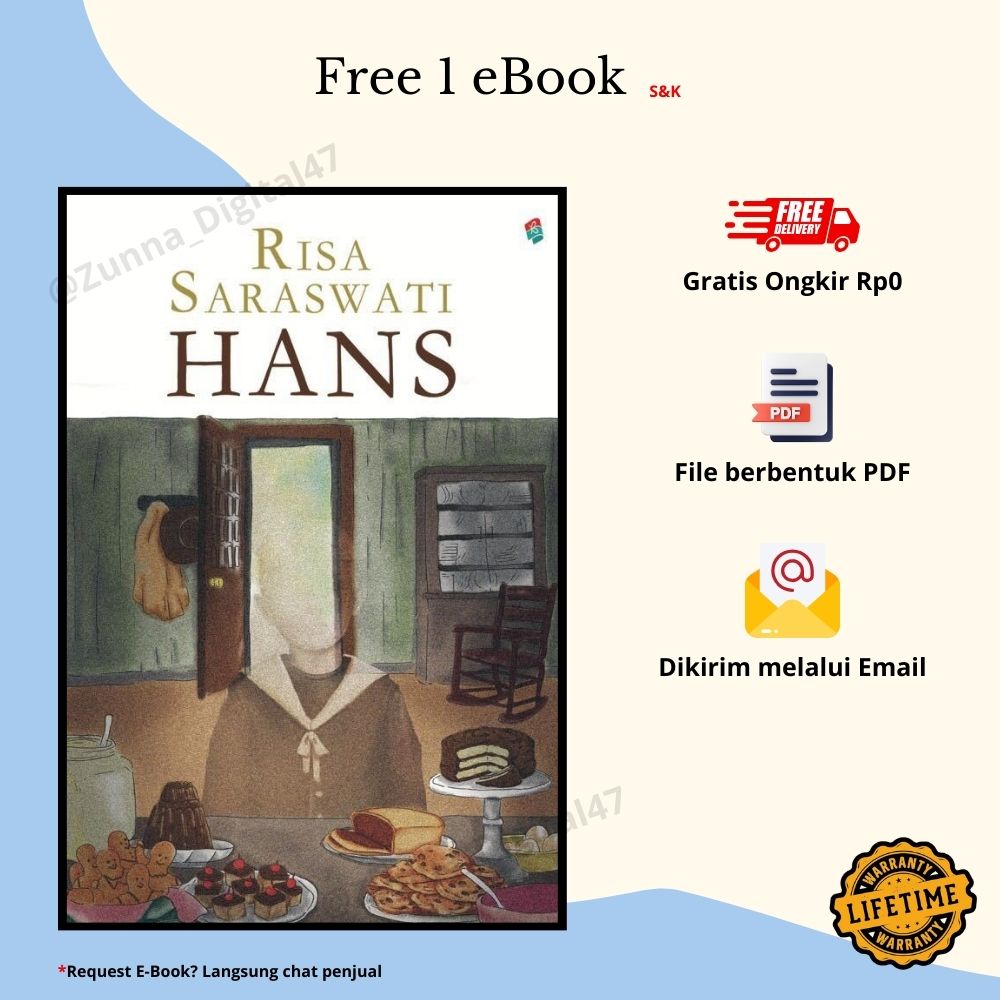 Free 1 eBook S&K
@Zunna_Digital47
RISA
SARASWATI
HANS
FREE
DELIVERY
Gratis Ongkir Rp0
PDF
File berbentuk PDF
@
Dikirim melalui Email
al47
WARRANTY
LIFETIME
WARRANTY
*Request E-Book? Langsung chat penjual